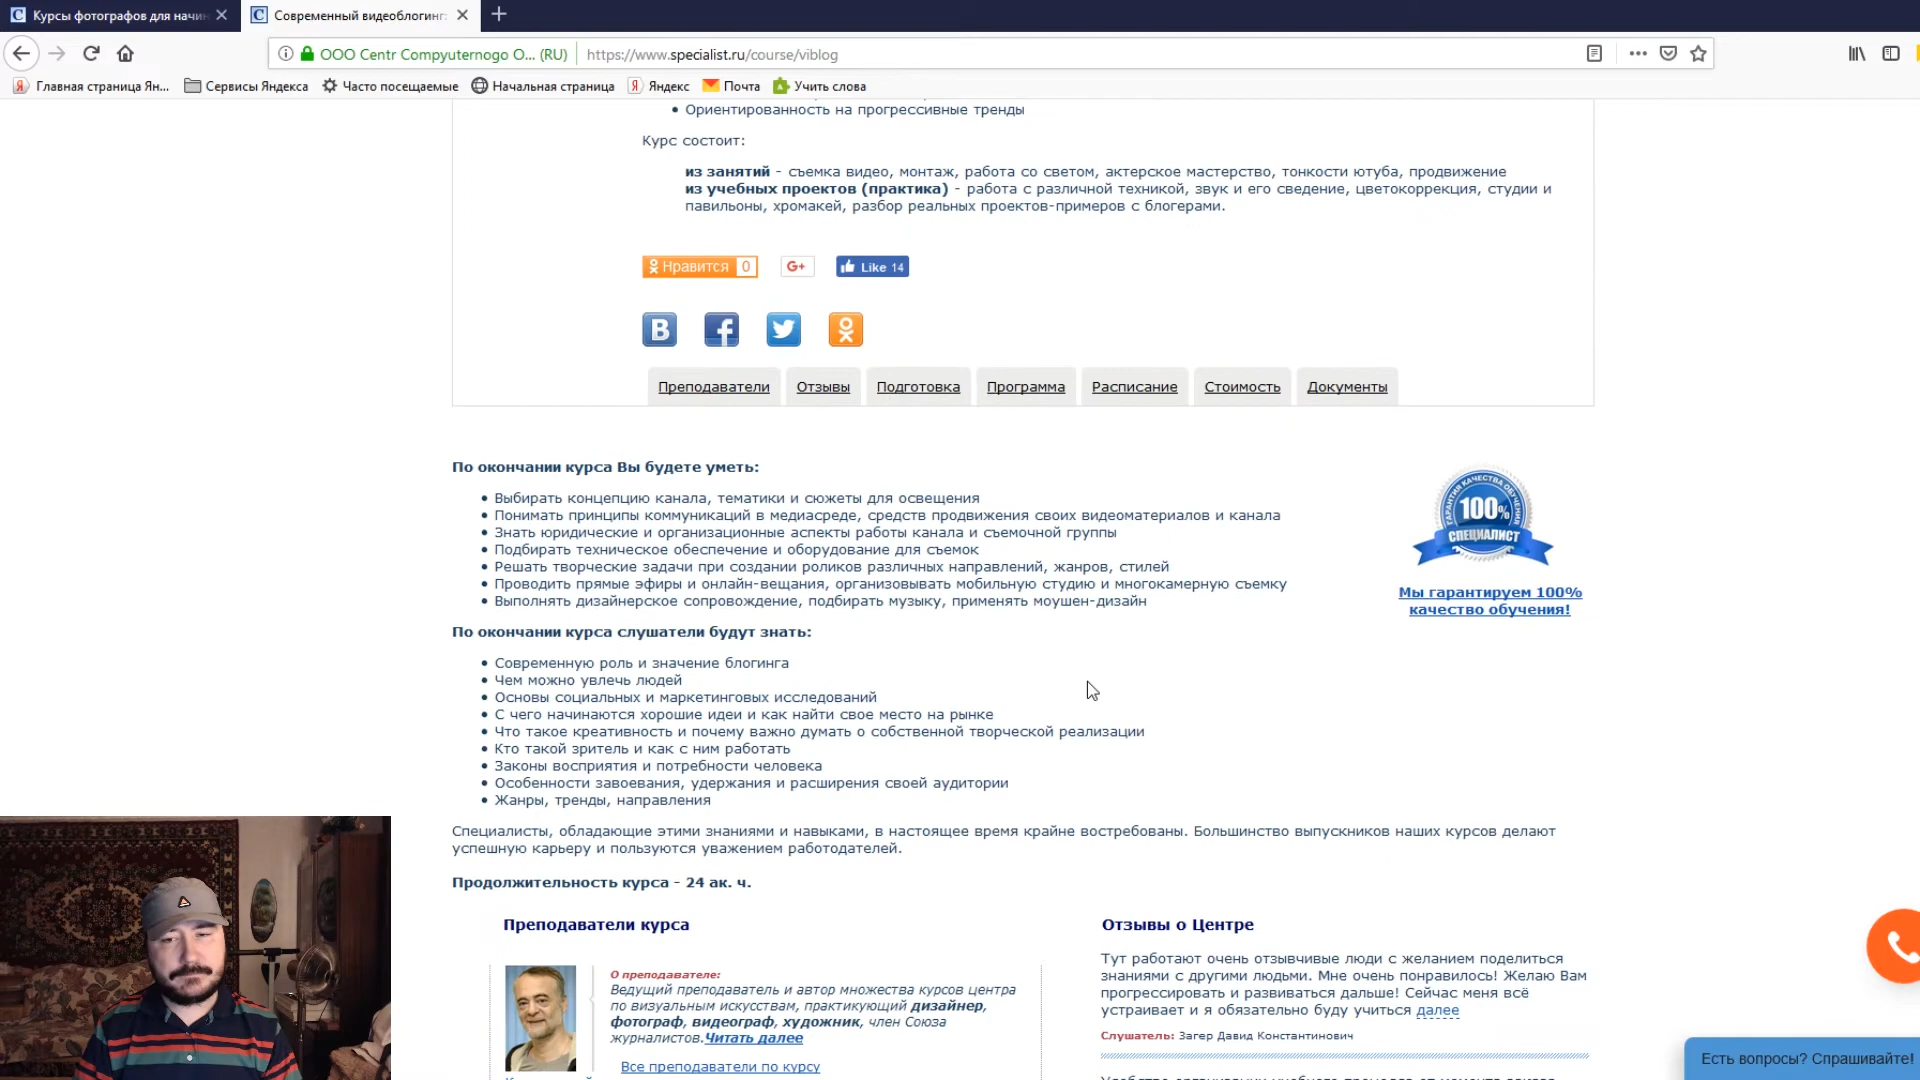 Курсы фотографов для начин
Современный видеоблогинг:
ООО Centr Compyuternogo O... (RU)
https://www.specialist.ru/course/viblog
Главная страница Ян...
Сервисы Яндекса
Часто посещаемые
Начальная страница
Яндекс
Почта
Учить слова
Ориентированность на прогрессивные тренды
Курс состоит:
из занятий - съемка видео, монтаж, работа со светом, актерское мастерство, тонкости ютуба, продвижение
из учебных проектов (практика) - работа с различной техникой, звук и его сведение, цветокоррекция, студии и
павильоны, хромакей, разбор реальных проектов-примеров с блогерами.
Нравится 0
G+
Like 14
Преподаватели
Отзывы
Подготовка
Программа
Расписание
Стоимость
Документы
По окончании курса Вы будете уметь:
Выбирать концепцию канала, тематики и сюжеты для освещения
Понимать принципы коммуникаций в медиасреде, средств продвижения своих видеоматериалов и канала
Знать юридические и организационные аспекты работы канала и съемочной группы
Подбирать техническое обеспечение и оборудование для съемок
Решать творческие задачи при создании роликов различных направлений, жанров, стилей
Проводить прямые эфиры и онлайн-вещания, организовывать мобильную студию и многокамерную съемку
Выполнять дизайнерское сопровождение, подбирать музыку, применять моушен-дизайн
ГАРАНТИЯ КАЧЕСТВА ОБУЧЕНИЯ
100%
СПЕЦИАЛИСТ
Мы гарантируем 100%
качество обучения!
По окончании курса слушатели будут знать:
Современную роль и значение блогинга
Чем можно увлечь людей
Основы социальных и маркетинговых исследований
С чего начинаются хорошие идеи и как найти свое место на рынке
Что такое креативность и почему важно думать о собственной творческой реализации
Кто такой зритель и как с ним работать
Законы восприятия и потребности человека
Особенности завоевания, удержания и расширения своей аудитории
Жанры, тренды, направления
Специалисты, обладающие этими знаниями и навыками, в настоящее время крайне востребованы. Большинство выпускников наших курсов делают
успешную карьеру и пользуются уважением работодателей.
Продолжительность курса - 24 ак. ч.
Преподаватели курса
О преподавателе:
Ведущий преподаватель и автор множества курсов центра
по визуальным искусствам, практикующий дизайнер,
фотограф, видеограф, художник, член Союза
журналистов.Читать далее
Все преподаватели по курсу
Отзывы о Центре
Тут работают очень отзывчивые люди с желанием поделиться
знаниями с другими людьми. Мне очень понравилось! Желаю Вам
прогрессировать и развиваться дальше! Сейчас меня всё
устраивает и я обязательно буду учиться далее
Слушатель: Загер Давид Константинович
Есть вопросы? Спрашивайте!